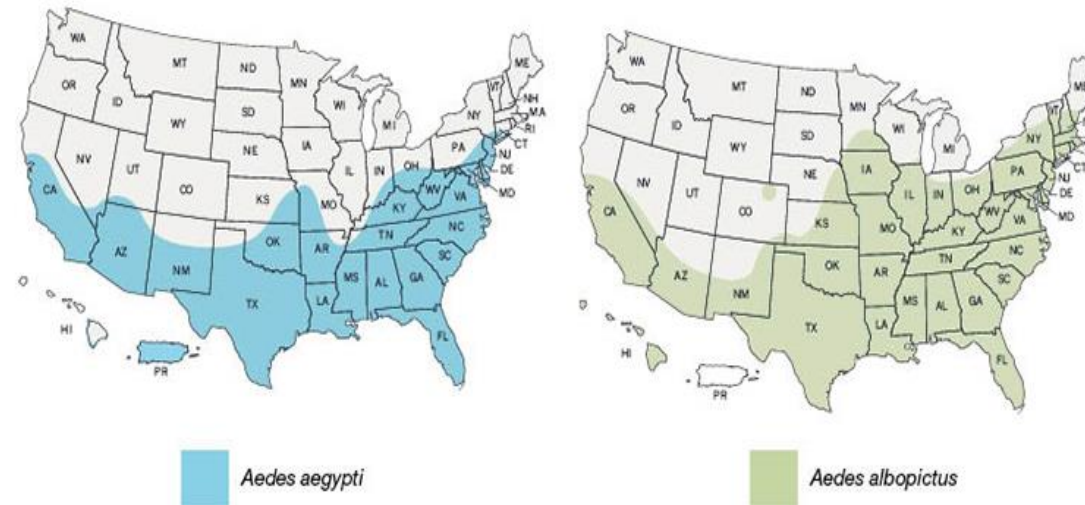 WA
MT
ND
MN
ME
OR
ID
SD
WI
MI
NY
VT
NH
MA
RI
CT
WY
NE
IA
PA
NJ
DE
MD
NV
UT
CO
IL
IN
OH
WV
VA
CA
KS
MO
KY
AZ
NM
OK
AR
TN
NC
SC
TX
LA
MS
AL
GA
FL
HI
PR
WA
MT
ND
MN
OR
ID
SD
WI
MI
NY
VT
CT
WY
NE
IA
PA
NJ
DE
MD
NV
UT
CO
IL
IN
OH
WV
VA
CA
KS
MO
KY
AZ
NM
OK
AR
TN
NC
SC
TX
LA
MS
AL
GA
FL
HI
PR
Aedes aegypti
Aedes albopictus